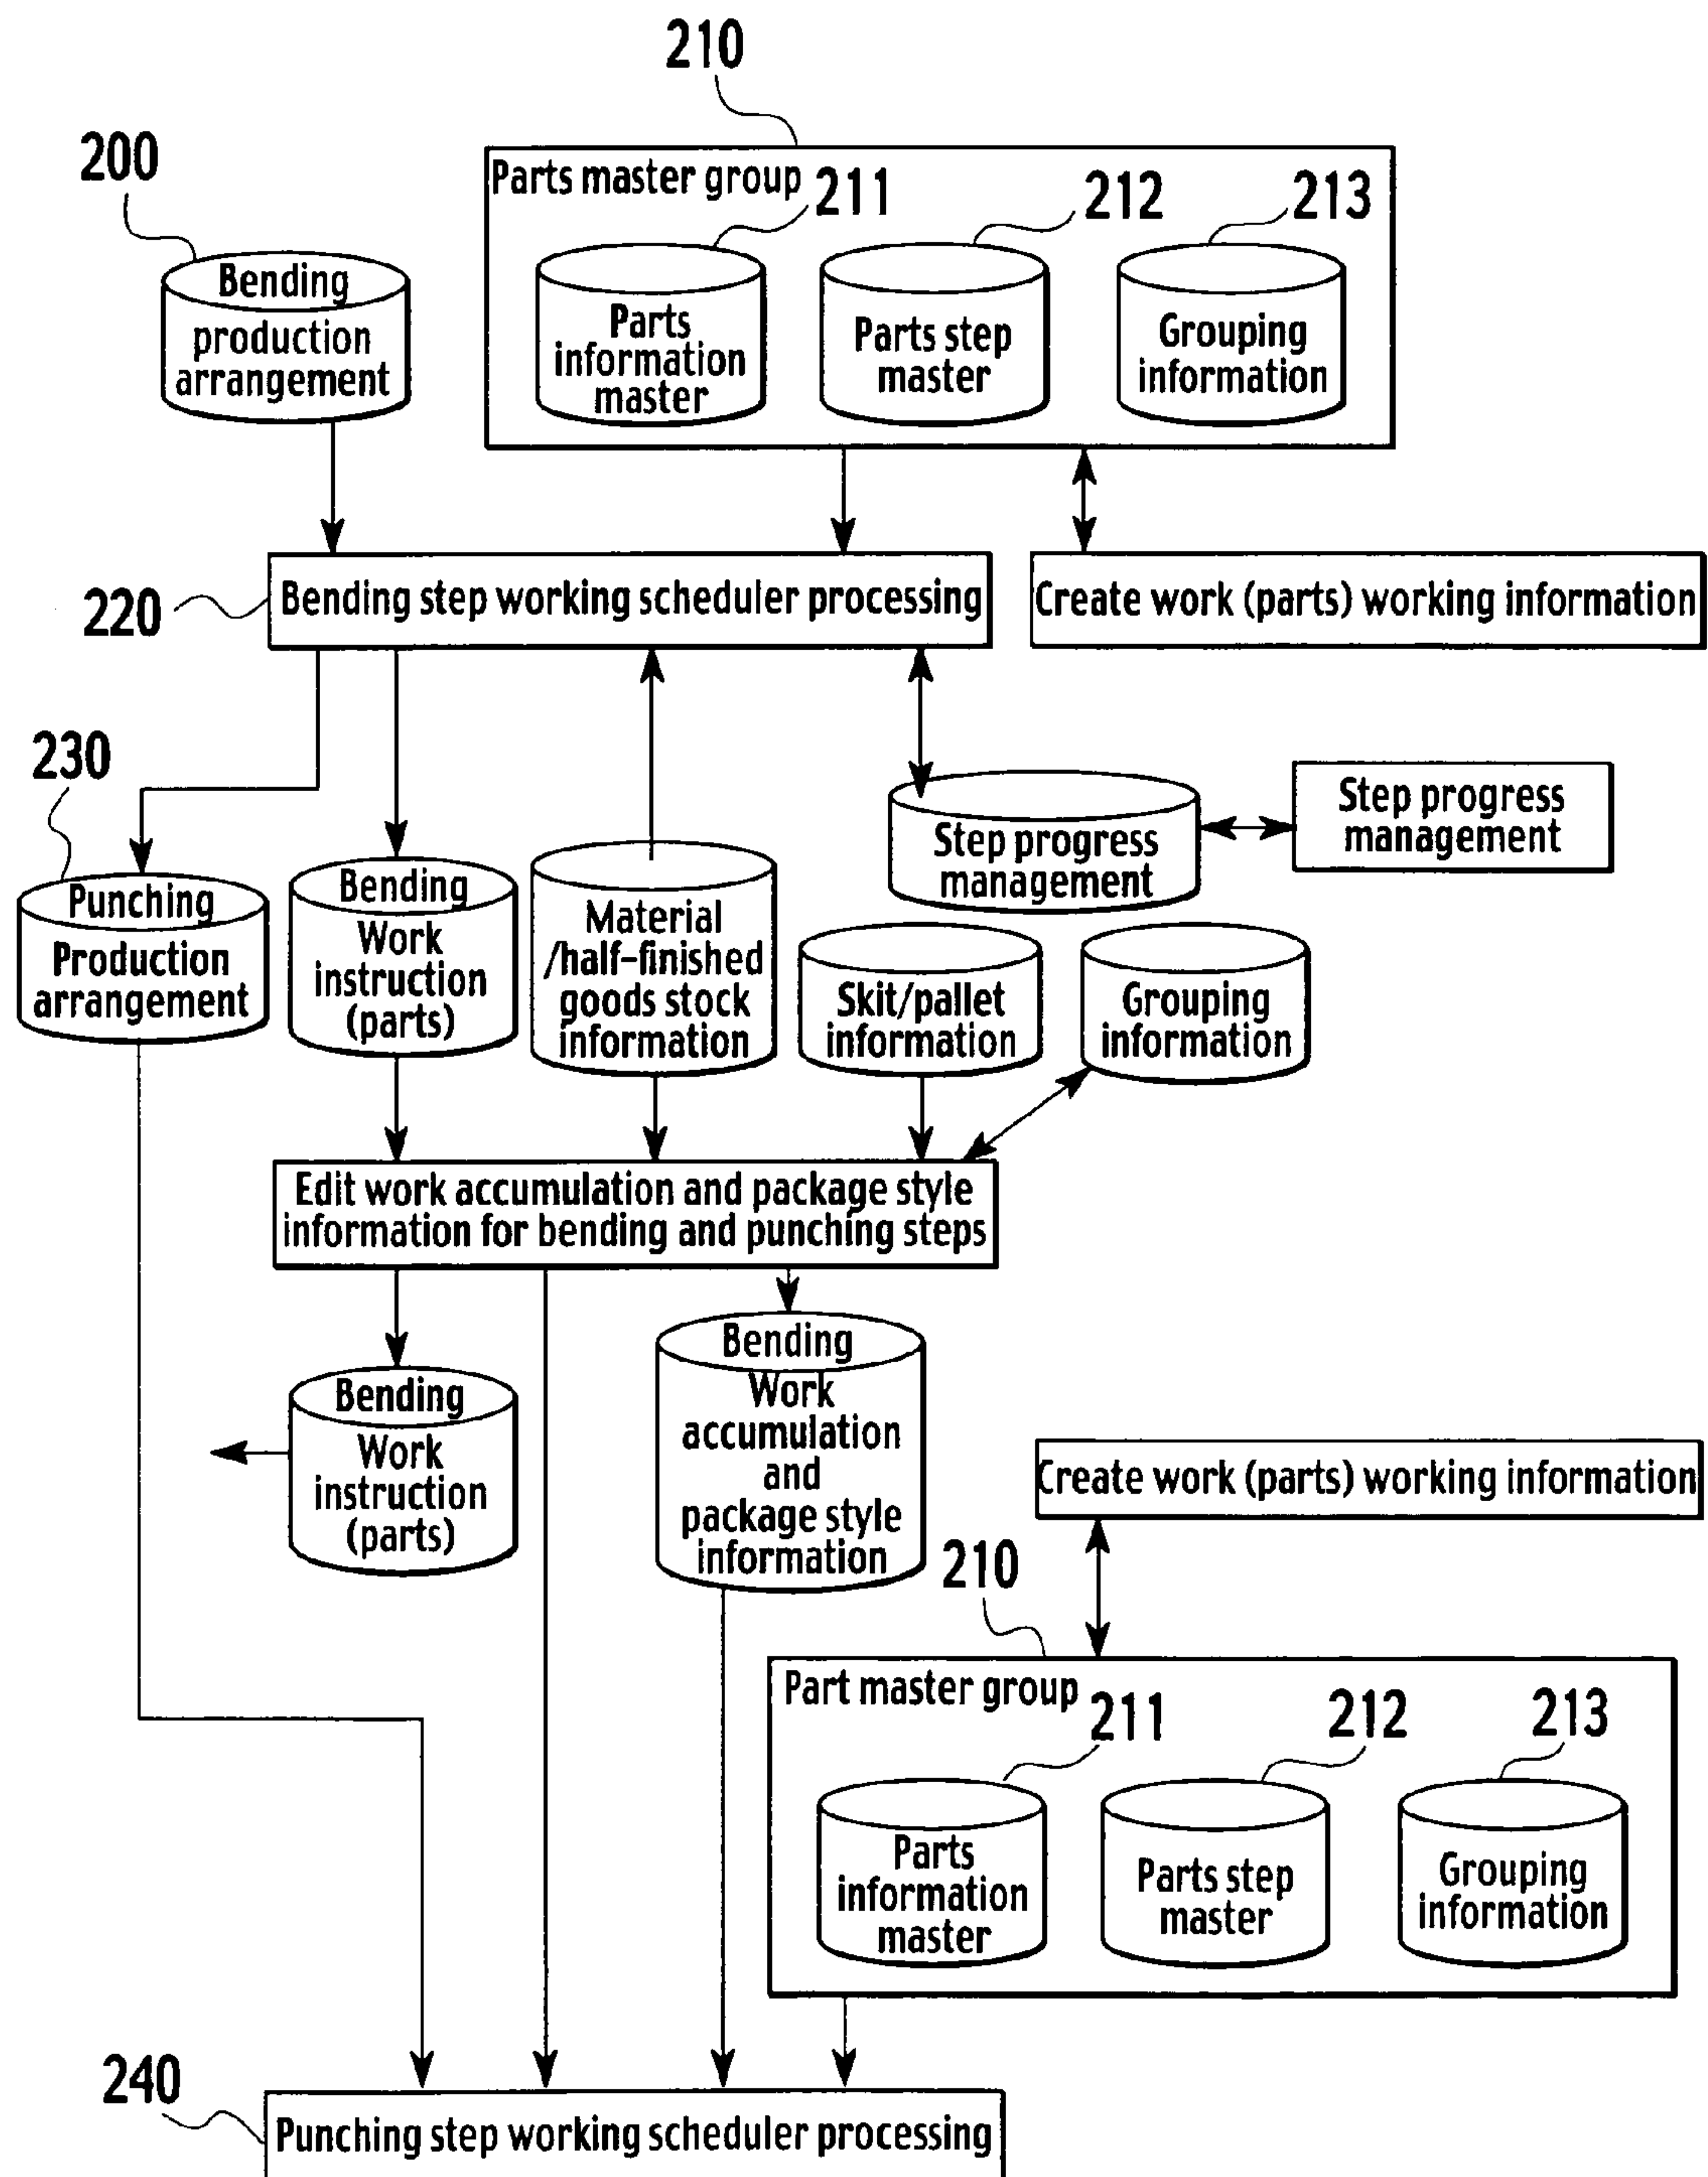 210
200
Parts master group
211
212
213
Bending
production
arrangement
Parts
information
master
Parts step
master
Grouping
information
220
Bending step working scheduler processing
Create work (parts) working information
230
Step progress
management
Step progress
management
Punching
Production
arrangement
Bending
Work
instruction
(parts)
Material
/half-finished
goods stock
information
Skit/pallet
information
Grouping
information
Edit work accumulation and package style
information for bending and punching steps
Bending
Work
instruction
(parts)
Bending
Work
accumulation
and
package style
information
Create work (parts) working information
210
Part master group
211
212
213
Parts
information
master
Parts step
master
Grouping
information
240
Punching step working scheduler processing